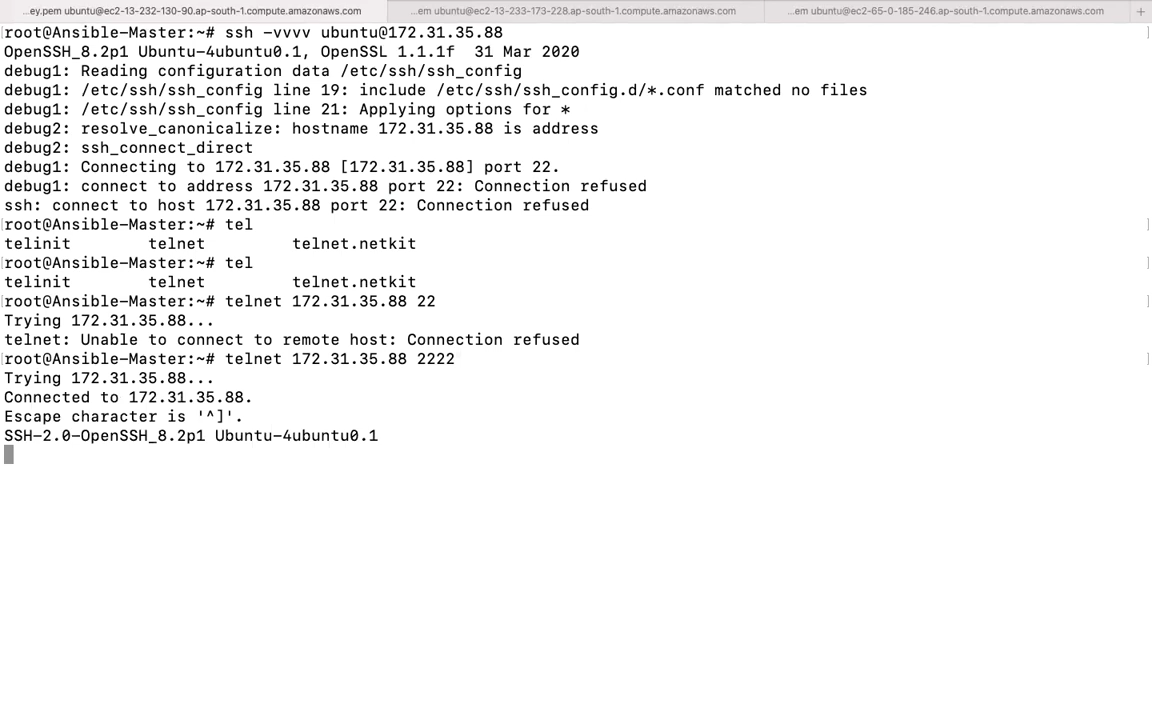 ...ey.pem ubuntu@ec2-13-232-130-90.ap-south-1.compute.amazonaws.com ...em ubuntu@ec2-13-233-173-228.ap-south-1.compute.amazonaws.com ...em ubuntu@ec2-65-0-185-246.ap-south-1.compute.amazonaws.com +
[root@Ansible-Master:~# ssh -vvvv ubuntu@172.31.35.88 ]
OpenSSH_8.2p1 Ubuntu-4ubuntu0.1, OpenSSL 1.1.1f  31 Mar 2020
debug1: Reading configuration data /etc/ssh/ssh_config
debug1: /etc/ssh/ssh_config line 19: include /etc/ssh/ssh_config.d/*.conf matched no files
debug1: /etc/ssh/ssh_config line 21: Applying options for *
debug2: resolve_canonicalize: hostname 172.31.35.88 is address
debug2: ssh_connect_direct
debug1: Connecting to 172.31.35.88 [172.31.35.88] port 22.
debug1: connect to address 172.31.35.88 port 22: Connection refused
ssh: connect to host 172.31.35.88 port 22: Connection refused
[root@Ansible-Master:~# tel ]
telinit        telnet         telnet.netkit
[root@Ansible-Master:~# tel
telinit        telnet         telnet.netkit
[root@Ansible-Master:~# telnet 172.31.35.88 22 ]
Trying 172.31.35.88...
telnet: Unable to connect to remote host: Connection refused
[root@Ansible-Master:~# telnet 172.31.35.88 2222 ]
Trying 172.31.35.88...
Connected to 172.31.35.88.
Escape character is '^]'.
SSH-2.0-OpenSSH_8.2p1 Ubuntu-4ubuntu0.1